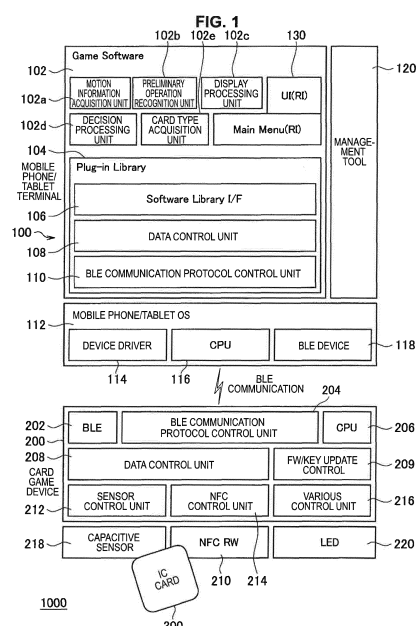 FIG. 1
102b 102e 102c 130
Game Software
102
120
MOTION
INFORMATION
ACQUISITION UNIT
PRELIMINARY
OPERATION
RECOGNITION UNIT
DISPLAY
PROCESSING
UNIT
UI(RI)
102a
102d
DECISION
PROCESSING
UNIT
CARD TYPE
ACQUISITION
UNIT
Main Menu(RI)
MANAGE-
MENT
TOOL
104
MOBILE
PHONE/
TABLET
TERMINAL
Plug-in Library
Software Library I/F
106
100
DATA CONTROL UNIT
108
BLE COMMUNICATION PROTOCOL CONTROL UNIT
110
112
MOBILE PHONE/TABLET OS
DEVICE DRIVER
CPU
BLE DEVICE
118
114
116
BLE
COMMUNICATION
204
202
BLE
BLE COMMUNICATION
PROTOCOL CONTROL UNIT
CPU
206
200
208
DATA CONTROL UNIT
FW/KEY UPDATE
CONTROL
209
CARD
GAME
DEVICE
SENSOR
CONTROL UNIT
NFC
CONTROL UNIT
VARIOUS
CONTROL UNIT
216
212
218
CAPACITIVE
SENSOR
NFC RW
LED
220
210 214
IC
CARD
1000